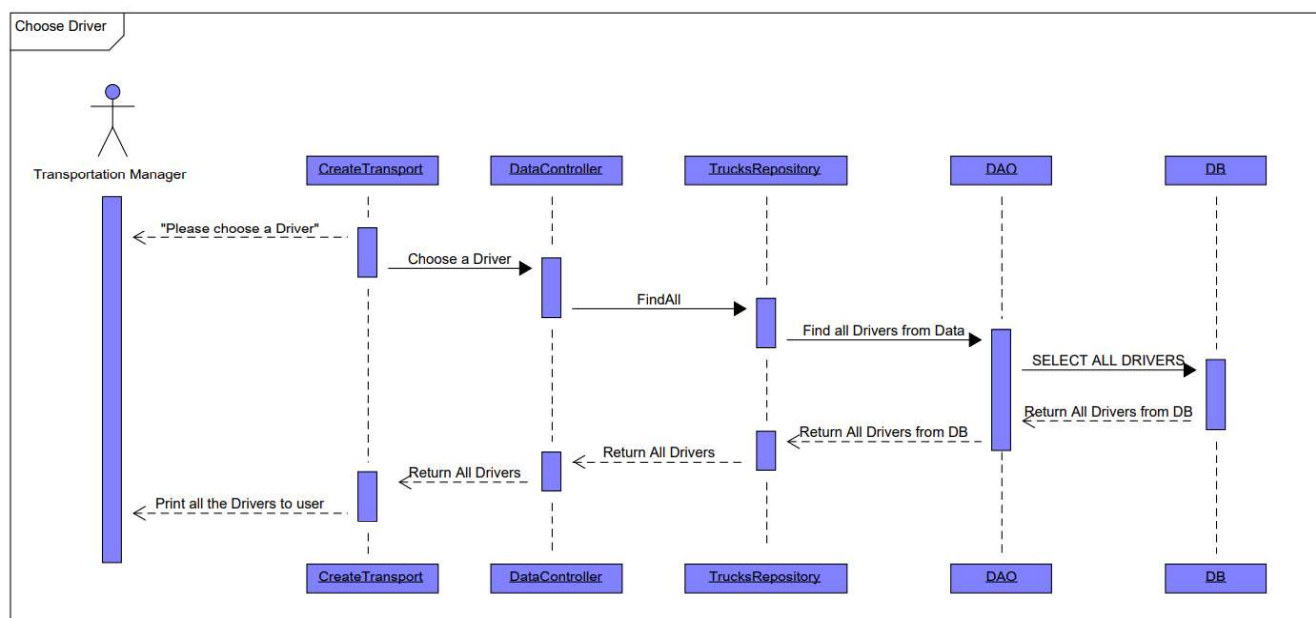 Choose Driver
Transportation Manager
CreateTransport
DataController
TrucksRepository
DAO
DB
"Please choose a Driver"
Choose a Driver
FindAll
Find all Drivers from Data
SELECT ALL DRIVERS
Return All Drivers from DB
Return All Drivers from DB
Return All Drivers
Return All Drivers
Print all the Drivers to user
CreateTransport
DataController
TrucksRepository
DAO
DB